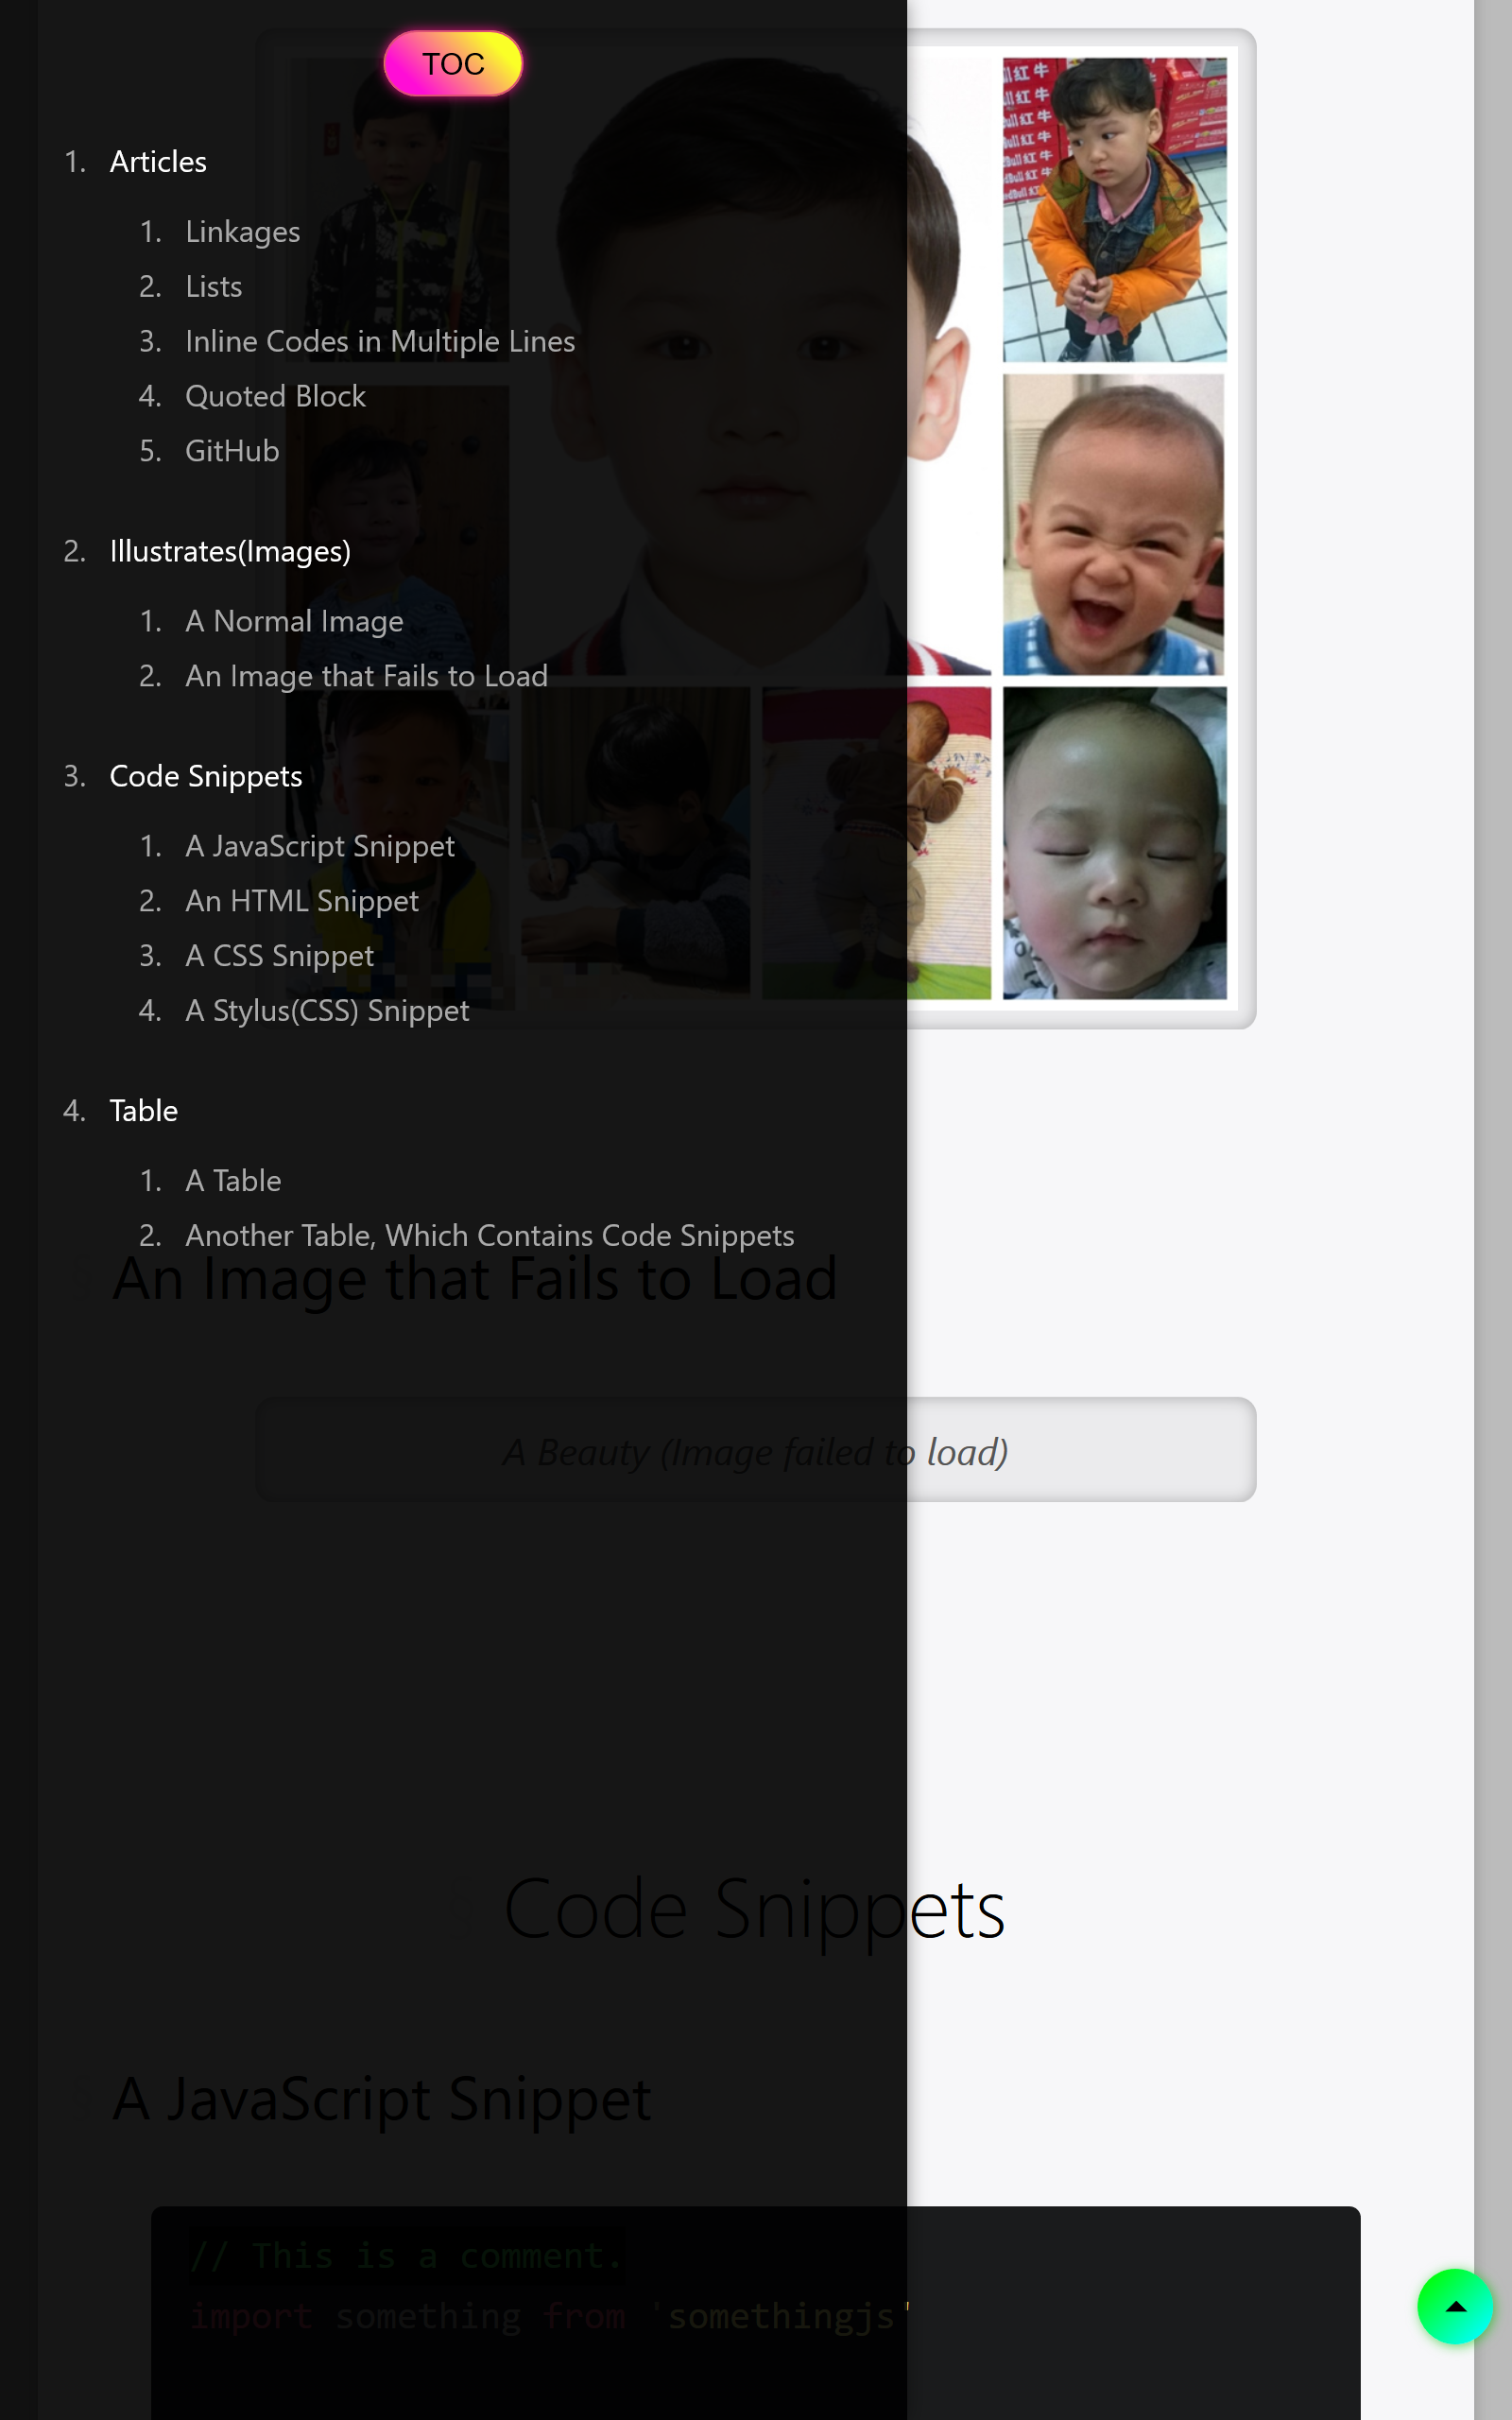 TOC
1. Articles
1. Linkages
2. Lists
3. Inline Codes in Multiple Lines
4. Quoted Block
5. GitHub
2. Illustrates(Images)
1. A Normal Image
2. An Image that Fails to Load
3. Code Snippets
1. A JavaScript Snippet
2. An HTML Snippet
3. A CSS Snippet
4. A Stylus(CSS) Snippet
4. Table
1. A Table
2. Another Table, Which Contains Code Snippets
紅牛
An Image that Fails to Load
A Beauty (Image failed to load)
Code Snippets
A JavaScript Snippet
// This is a comment.
import something from 'somethingjs'